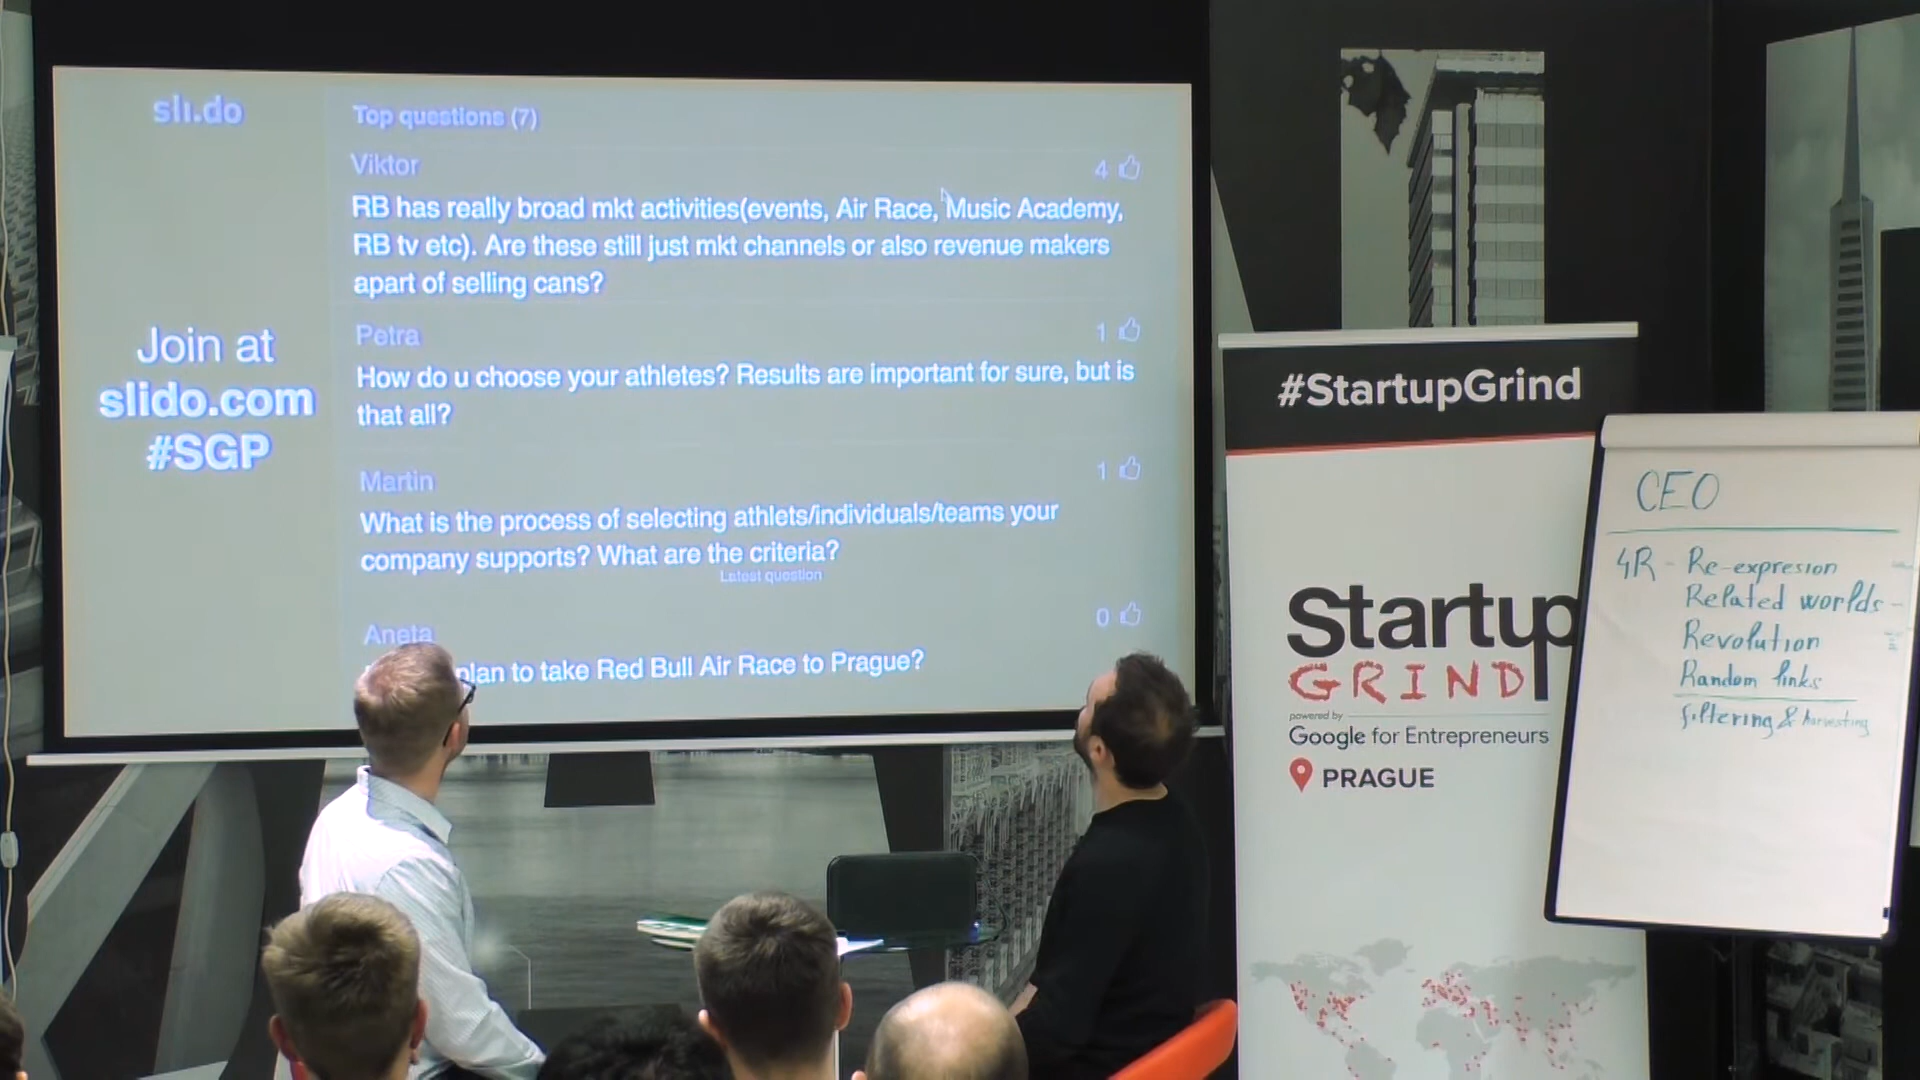 sli.do
Join at
slido.com
#SGP
Top questions (7)
Viktor
4
RB has really broad mkt activities(events, Air Race, Music Academy,
RB tv etc). Are these still just mkt channels or also revenue makers
apart of selling cans?
Petra
1
How do u choose your athletes? Results are important for sure, but is
that all?
Martin
1
What is the process of selecting athlets/individuals/teams your
company supports? What are the criteria?
Latest question
Aneta
0
plan to take Red Bull Air Race to Prague?
#StartupGrind
Startup
GRIND
powered by
Google for Entrepreneurs
PRAGUE
CEO
4R - Re-expresion
Related worlds -
Revolution
Random links
filtering & harvesting